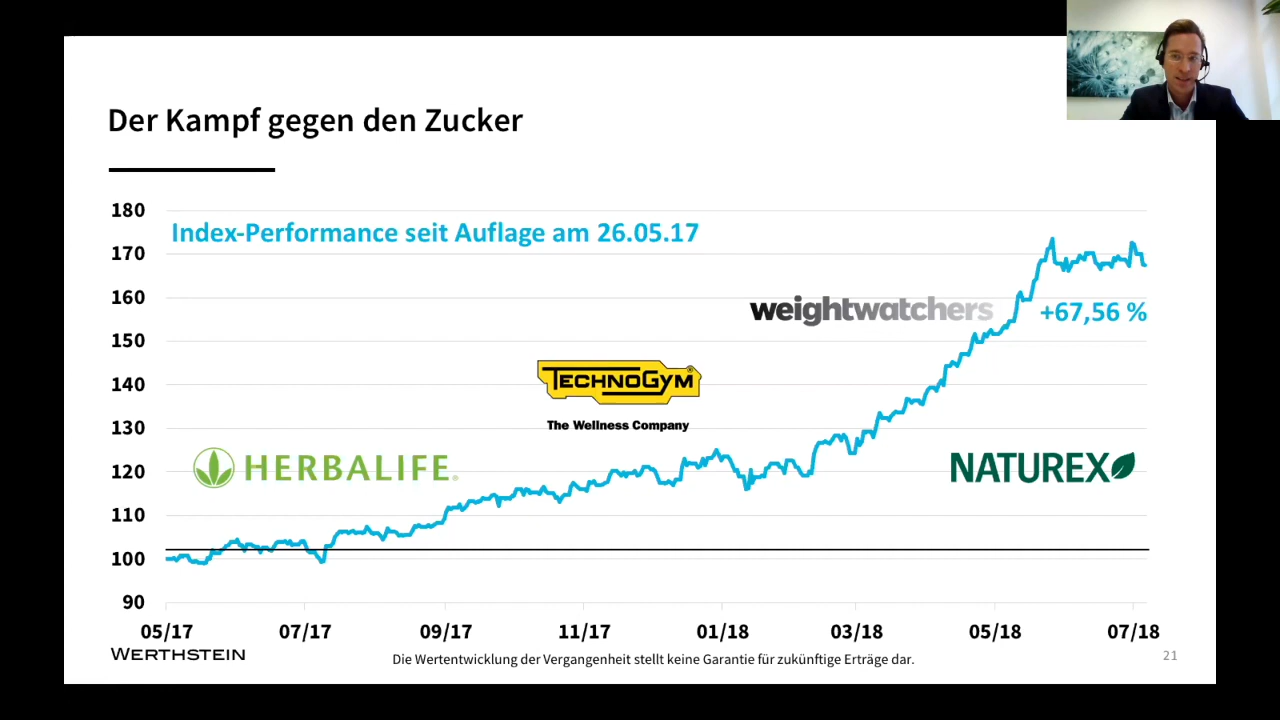 Der Kampf gegen den Zucker
180
Index-Performance seit Auflage am 26.05.17
170
160
weightwatchers
+67,56 %
150
140
TECHNOGYM®
130
The Wellness Company
120
HERBALIFE®
NATUREX
110
100
90
05/17 07/17 09/17 11/17 01/18 03/18 05/18 07/18
WERTHSTEIN
Die Wertentwicklung der Vergangenheit stellt keine Garantie für zukünftige Erträge dar.
21